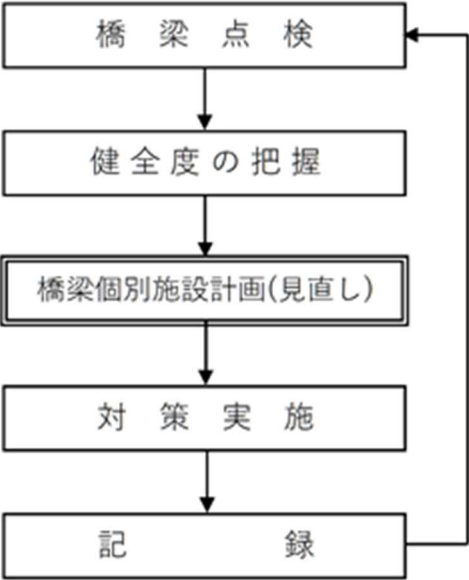 橋梁点検
健全度の把握
橋梁個別施設計画(見直し)
対策実施
記録